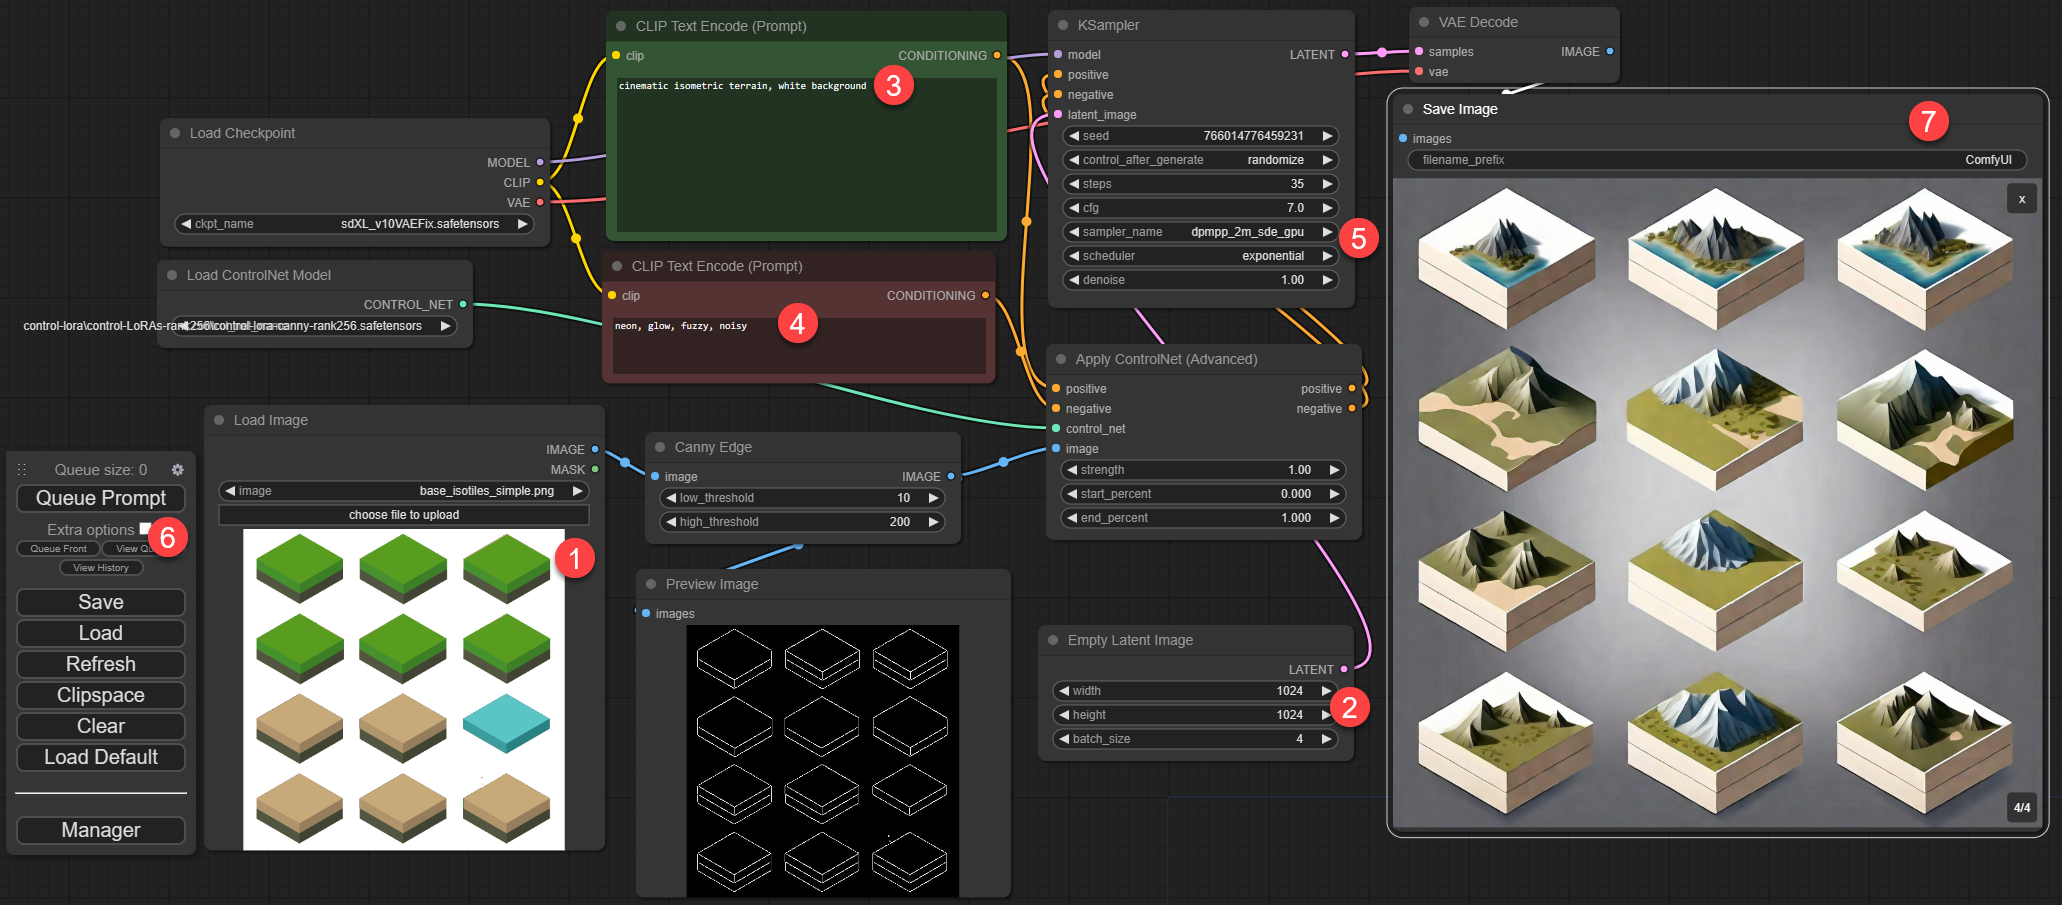 Load Checkpoint
MODEL
CLIP
VAE
ckpt_name sdXL_v10VAEFix.safetensors
Load ControlNet Model
CONTROL_NET
control-lora\control-LoRAs-rank256\control-lora-canny-rank256.safetensors
CLIP Text Encode (Prompt)
clip CONDITIONING
cinematic isometric terrain, white background
3
CLIP Text Encode (Prompt)
clip CONDITIONING
neon, glow, fuzzy, noisy
4
KSampler
model LATENT
positive
negative
latent_image
seed 766014776459231
control_after_generate randomize
steps 35
cfg 7.0
sampler_name dpmpp_2m_sde_gpu
5
scheduler exponential
denoise 1.00
VAE Decode
samples IMAGE
vae
Save Image
7
images
filename_prefix ComfyUI
x
4/4
Apply ControlNet (Advanced)
positive positive
negative negative
control_net
image
strength 1.00
start_percent 0.000
end_percent 1.000
Load Image
IMAGE
MASK
image base_isotiles_simple.png
choose file to upload
1
Canny Edge
image IMAGE
low_threshold 10
high_threshold 200
Preview Image
images
Empty Latent Image
LATENT
width 1024
height 1024
2
batch_size 4
Queue size: 0
Queue Prompt
Extra options
6
Queue Front View Qu
View History
Save
Load
Refresh
Clipspace
Clear
Load Default
Manager